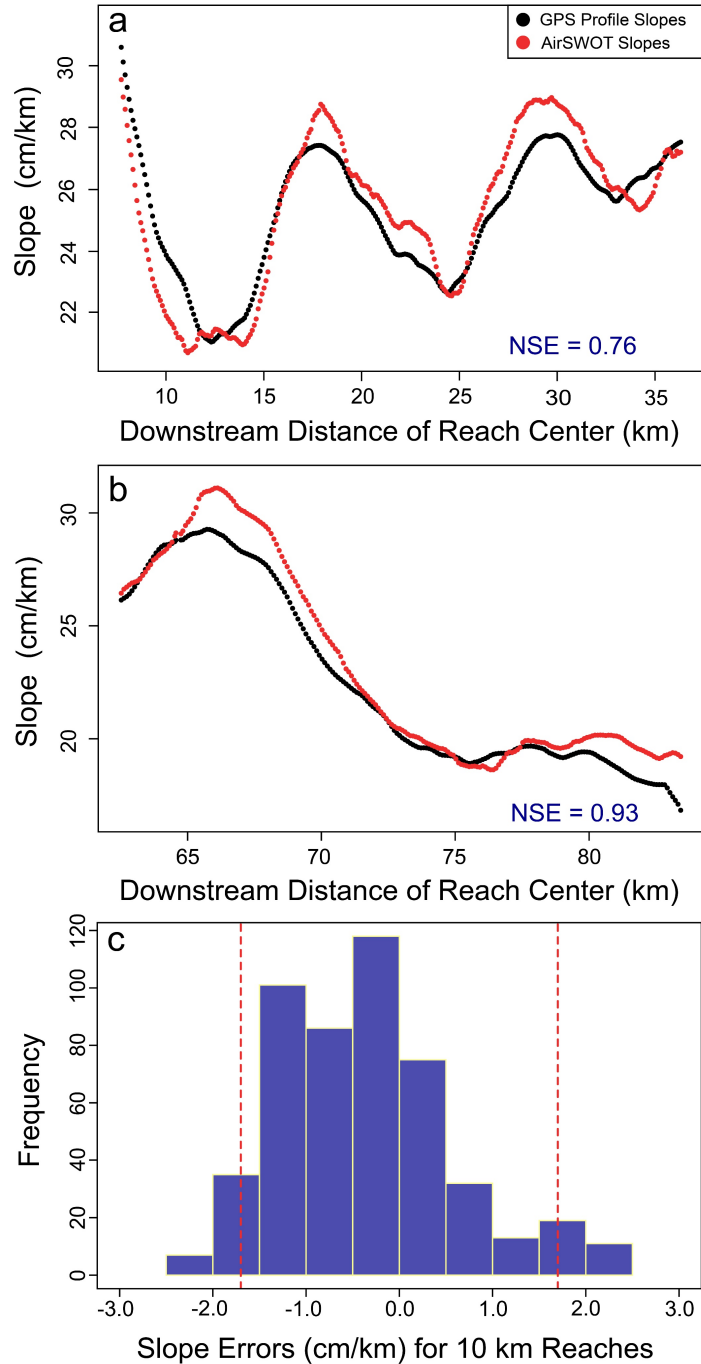 a
GPS Profile Slopes
AirSWOT Slopes
30
28
26
24
22
Slope (cm/km)
NSE = 0.76
10 15 20 25 30 35
Downstream Distance of Reach Center (km)
b
30
25
20
Slope (cm/km)
NSE = 0.93
65 70 75 80
Downstream Distance of Reach Center (km)
c
120
100
80
60
40
20
0
Frequency
-3.0 -2.0 -1.0 0.0 1.0 2.0 3.0
Slope Errors (cm/km) for 10 km Reaches